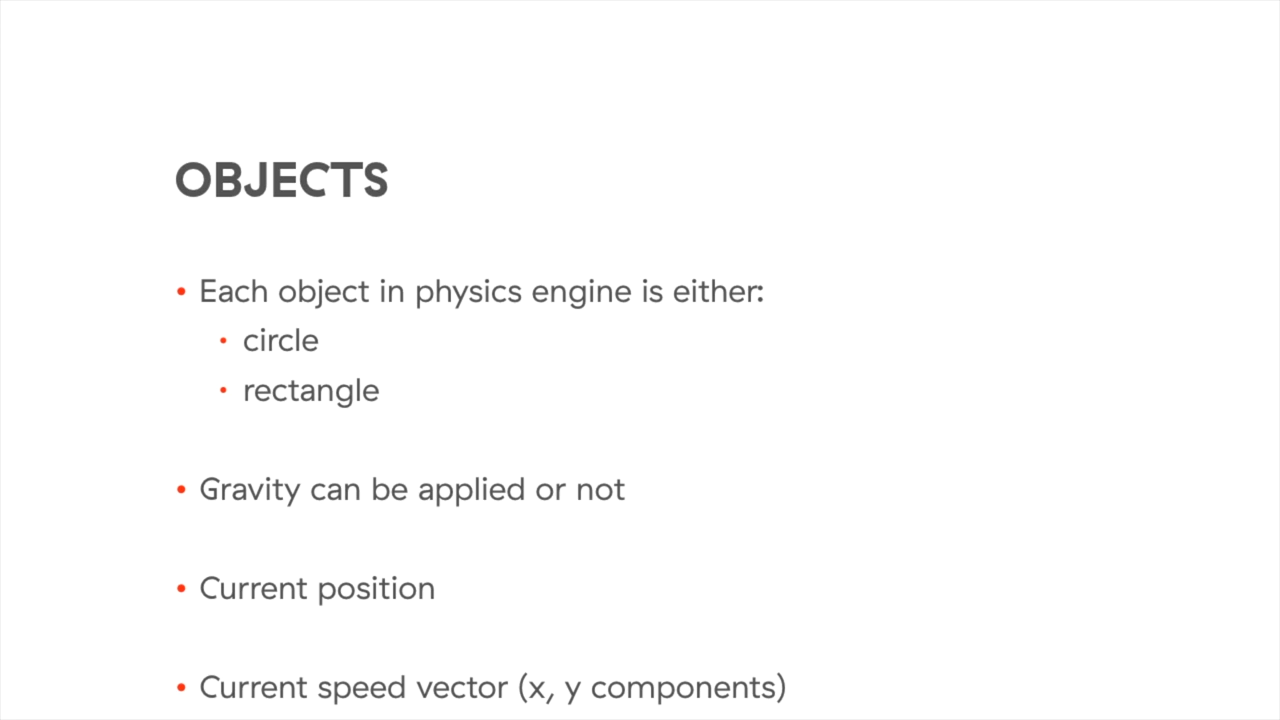 OBJECTS
• Each object in physics engine is either:
• circle
• rectangle
• Gravity can be applied or not
• Current position
• Current speed vector (x, y components)